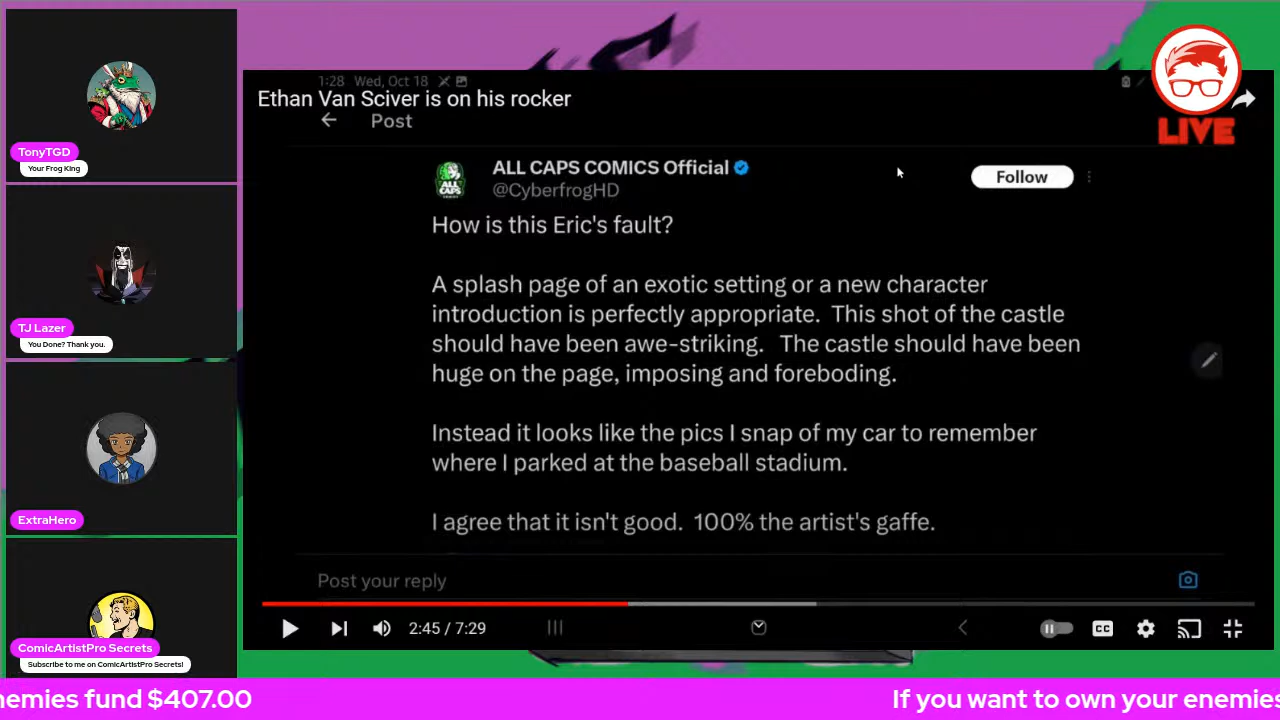 TonyTGD
Your Frog King
TJ Lazer
You Done? Thank you.
ExtraHero
ComicArtistPro Secrets
Subscribe to me on ComicArtistPro Secrets!
1:28 Wed, Oct 18
Ethan Van Sciver is on his rocker
Post
LIVE
ALL CAPS COMICS Official
@CyberfrogHD
Follow
ALL CAPS
How is this Eric's fault?
A splash page of an exotic setting or a new character
introduction is perfectly appropriate. This shot of the castle
should have been awe-striking. The castle should have been
huge on the page, imposing and foreboding.
Instead it looks like the pics I snap of my car to remember
where I parked at the baseball stadium.
I agree that it isn't good. 100% the artist's gaffe.
Post your reply
2:45 / 7:29
CC
nemies fund $407.00
If you want to own your enemies